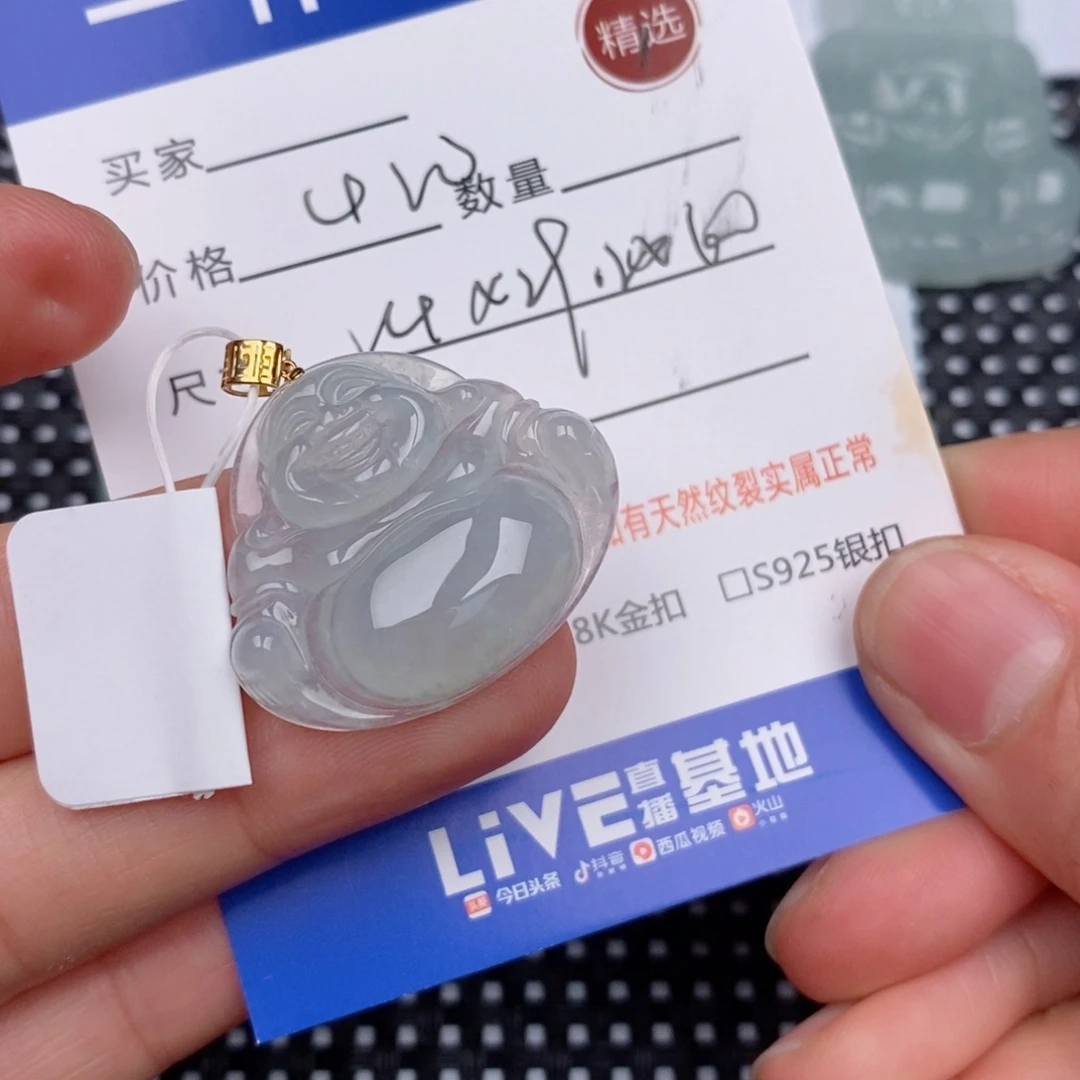 精选
买家
4W
数量
价格
尺
如有天然纹裂实属正常
8K金扣 □S925银扣
LiVE直播基地
今日头条 抖音 西瓜视频 火山